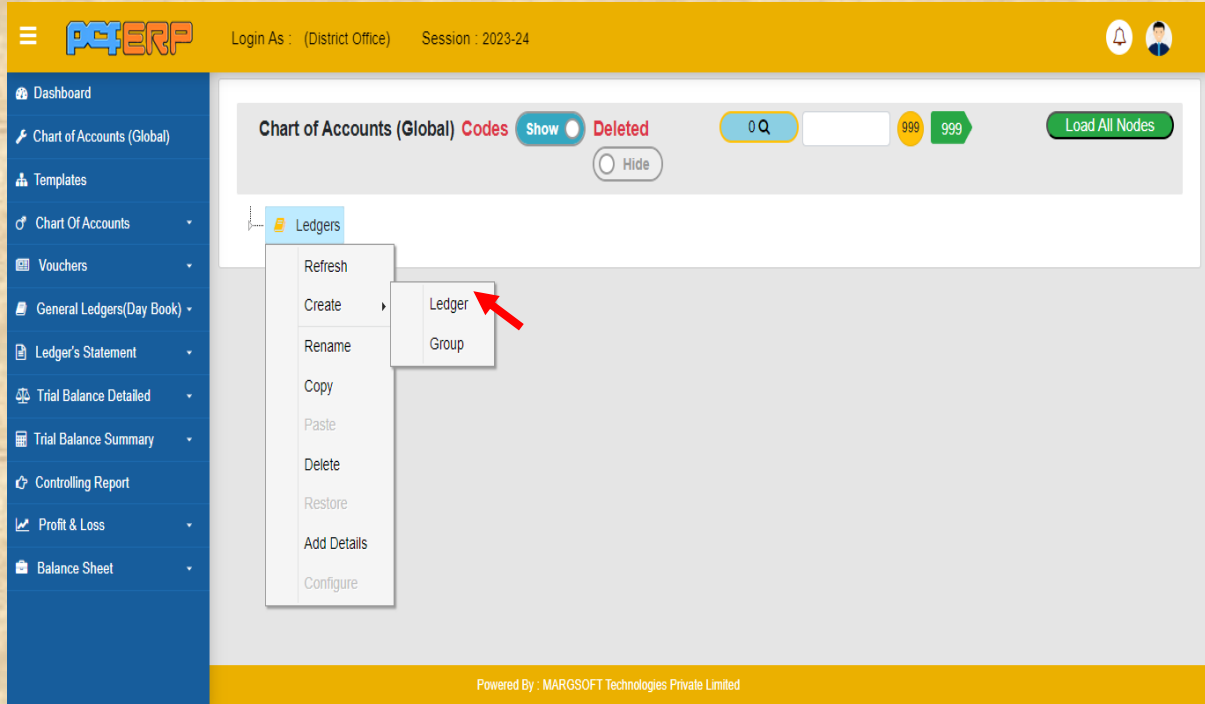 PCF ERP Login As : (District Office) Session : 2023-24
Dashboard
Chart of Accounts (Global)
Templates
Chart Of Accounts
Vouchers
General Ledgers(Day Book)
Ledger's Statement
Trial Balance Detailed
Trial Balance Summary
Controlling Report
Profit & Loss
Balance Sheet
Chart of Accounts (Global) Codes Show Deleted 0 999 999 Load All Nodes
Hide
Ledgers
Refresh
Create
Rename
Copy
Paste
Delete
Restore
Add Details
Configure
Ledger
Group
Powered By : MARGSOFT Technologies Private Limited